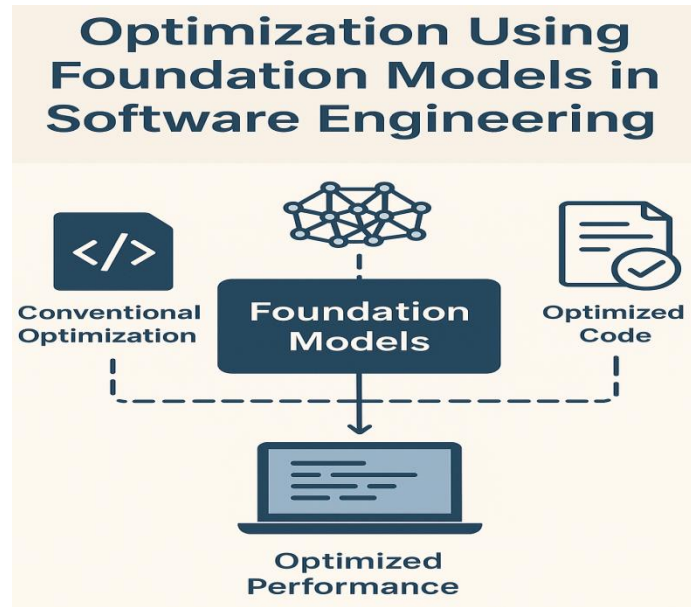 Optimization Using
Foundation Models in
Software Engineering
</>
Conventional
Optimization
Foundation
Models
Optimized
Code
Optimized
Performance